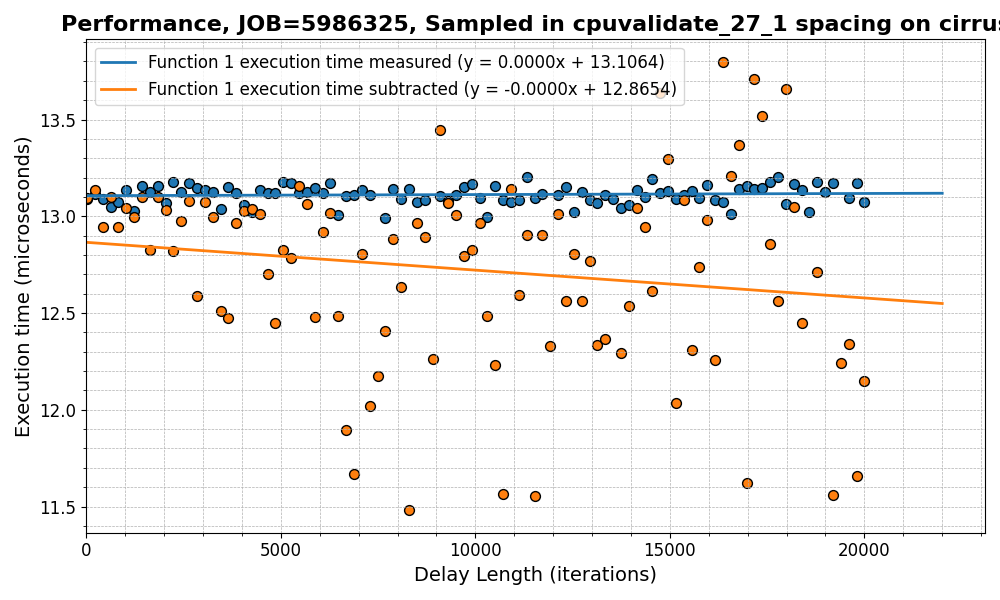 Performance, JOB=5986325, Sampled in cpuvalidate_27_1 spacing on cirrus
Function 1 execution time measured (y = 0.0000x + 13.1064)
Function 1 execution time subtracted (y = -0.0000x + 12.8654)
Execution time (microseconds)
13.5
13.0
12.5
12.0
11.5
0 5000 10000 15000 20000
Delay Length (iterations)